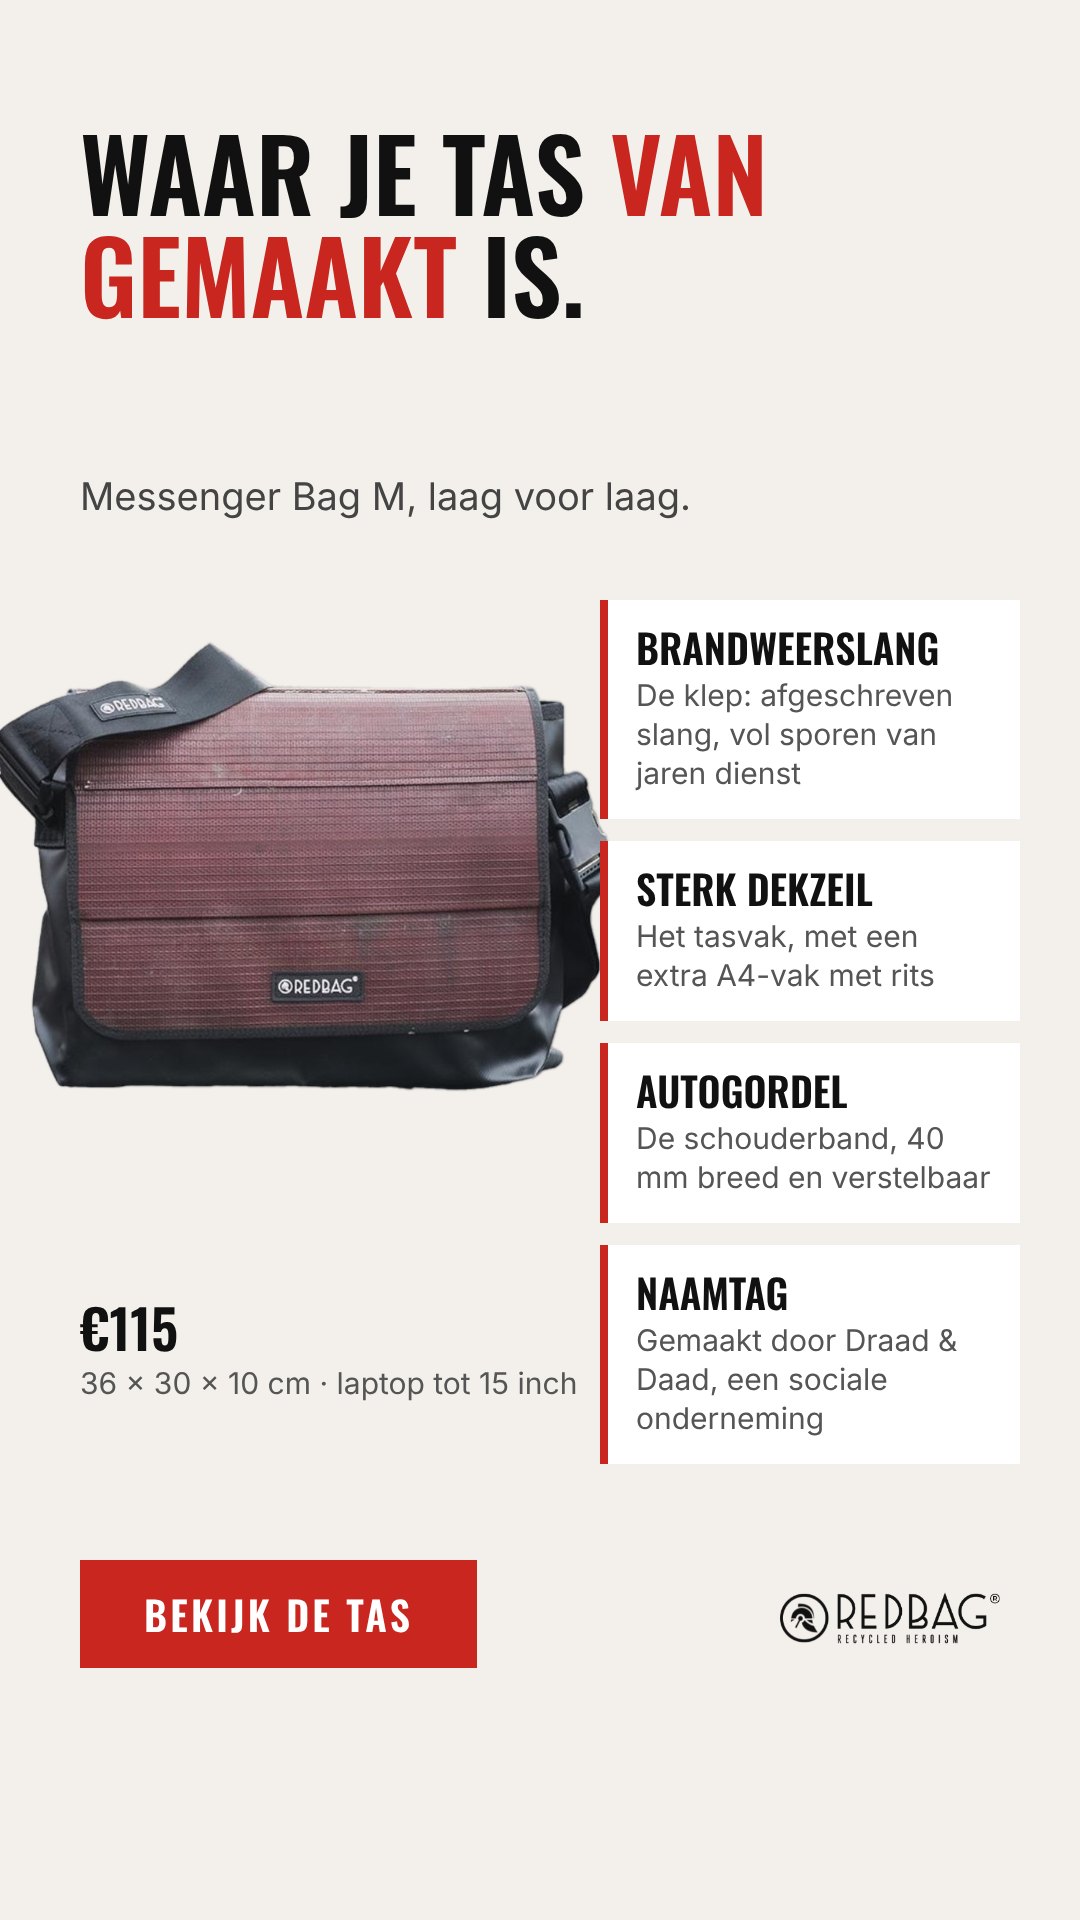 WAAR JE TAS VAN
GEMAAKT IS.
Messenger Bag M, laag voor laag.
REDBAG
REDBAG®
BRANDWEERSLANG
De klep: afgeschreven
slang, vol sporen van
jaren dienst
STERK DEKZEIL
Het tasvak, met een
extra A4-vak met rits
AUTOGORDEL
De schouderband, 40
mm breed en verstelbaar
NAAMTAG
Gemaakt door Draad &
Daad, een sociale
onderneming
€115
36 × 30 × 10 cm · laptop tot 15 inch
BEKIJK DE TAS
REDBAG®
RECYCLED HEROISM